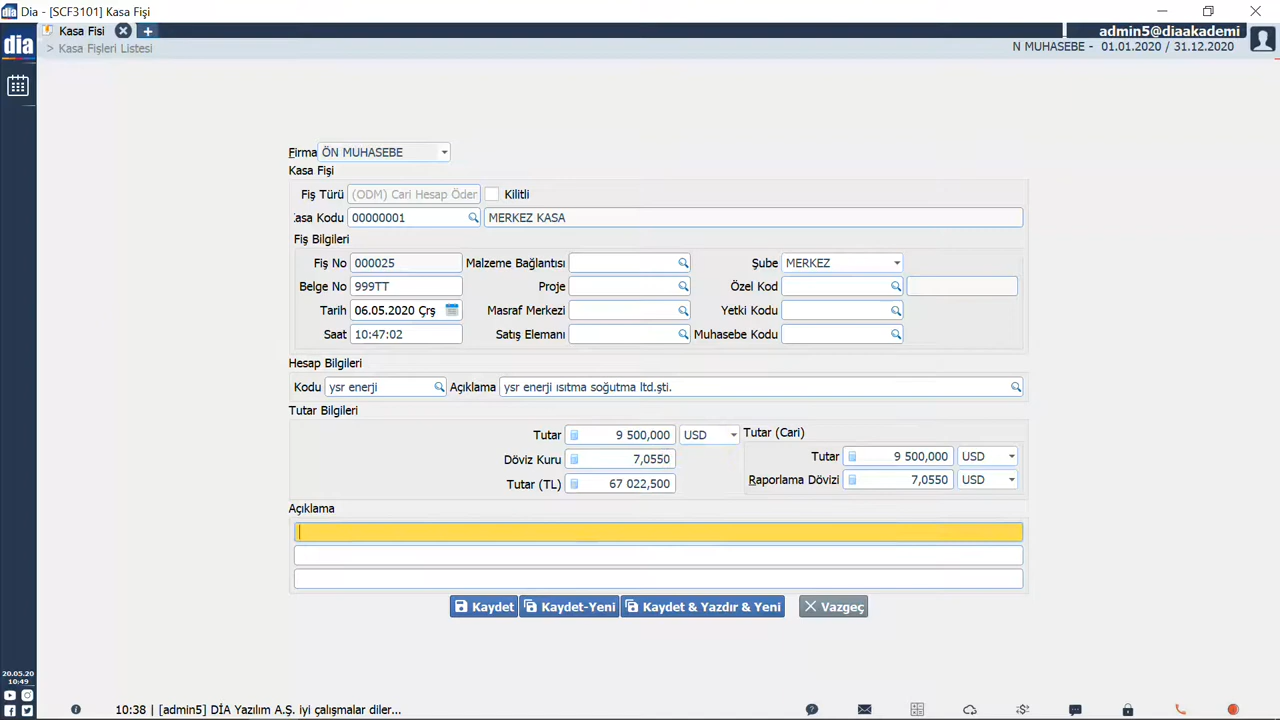 Dia - [SCF3101] Kasa Fişi
Kasa Fisi
admin5@diaakademi
> Kasa Fişleri Listesi
N MUHASEBE - 01.01.2020 / 31.12.2020
dia
Firma ÖN MUHASEBE
Kasa Fişi
Fiş Türü (ODM) Cari Hesap Öder Kilitli
asa Kodu 00000001 MERKEZ KASA
Fiş Bilgileri
Fiş No 000025 Malzeme Bağlantısı Şube MERKEZ
Belge No 999TT Proje Özel Kod
Tarih 06.05.2020 Çrş Masraf Merkezi Yetki Kodu
Saat 10:47:02 Satış Elemanı Muhasebe Kodu
Hesap Bilgileri
Kodu ysr enerji Açıklama ysr enerji ısıtma soğutma ltd.şti.
Tutar Bilgileri
Tutar 9 500,000 USD
Döviz Kuru 7,0550
Tutar (TL) 67 022,500
Tutar (Cari)
Tutar 9 500,000 USD
Raporlama Dövizi 7,0550 USD
Açıklama
Kaydet Kaydet-Yeni Kaydet & Yazdır & Yeni Vazgeç
20.05.20
10:49
10:38 | [admin5] DİA Yazılım A.Ş. iyi çalışmalar diler...